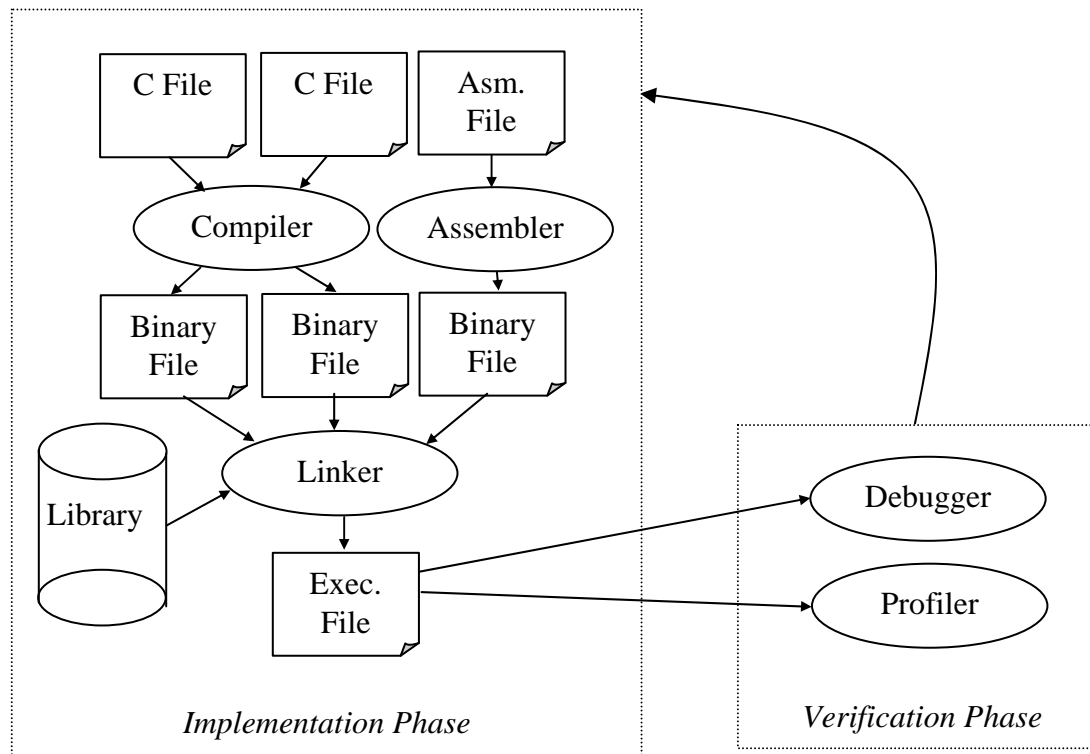 C File
C File
Asm.
File
Compiler
Assembler
Binary
File
Binary
File
Binary
File
Linker
Library
Debugger
Exec.
File
Profiler
Implementation Phase
Verification Phase